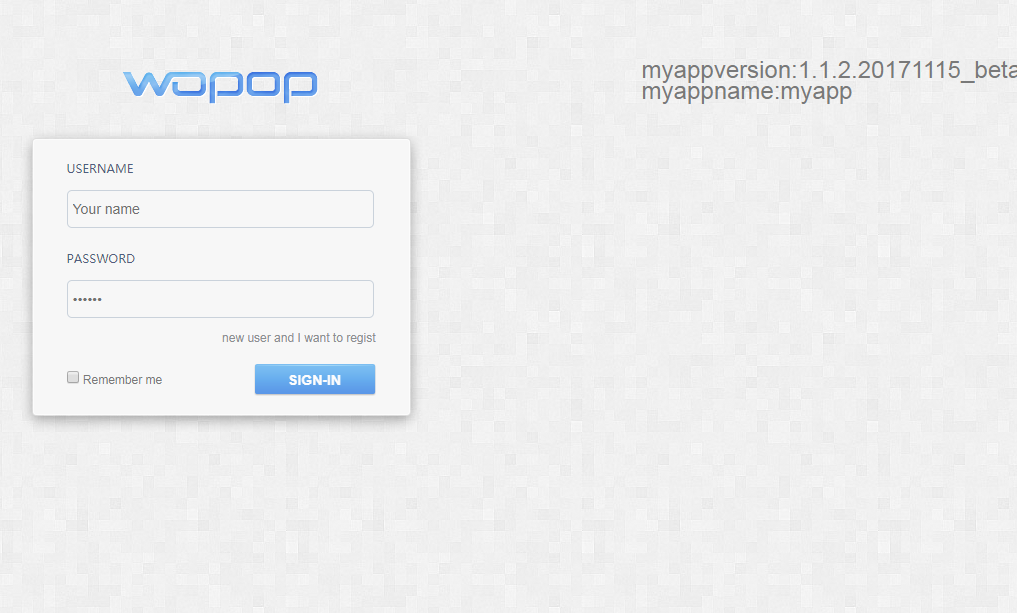 wopop
myappversion:1.1.2.20171115_beta
myappname:myapp
USERNAME
Your name
PASSWORD
••••••
new user and I want to regist
Remember me
SIGN-IN